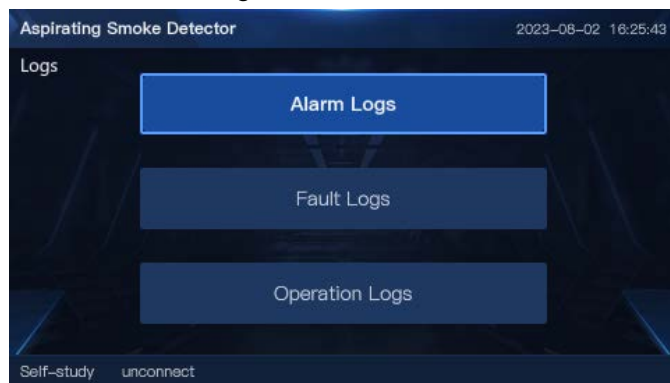 Aspirating Smoke Detector 2023-08-02 16:25:43
Logs
Alarm Logs
Fault Logs
Operation Logs
Self-study unconnect